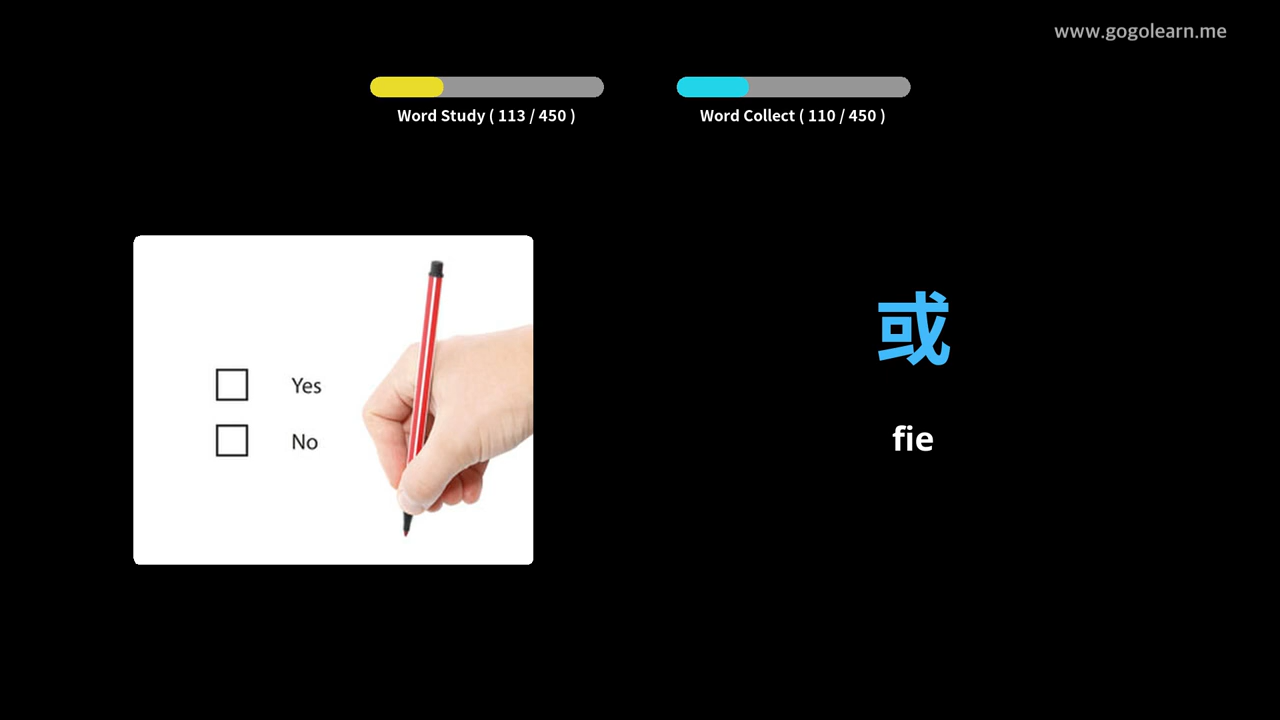 www.gogolearn.me
Word Study ( 113 / 450 )
Word Collect ( 110 / 450 )
Yes
No
或
fie